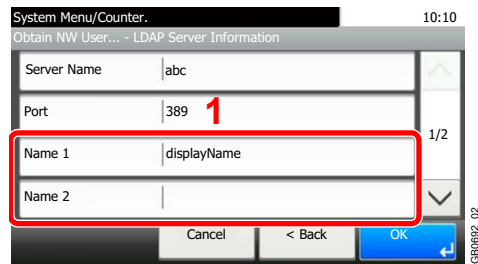 System Menu/Counter. 10:10
Obtain NW User... - LDAP Server Information
Server Name abc
Port 389 1
1/2
Name 1 displayName
Name 2
Cancel < Back OK
GB0692_02